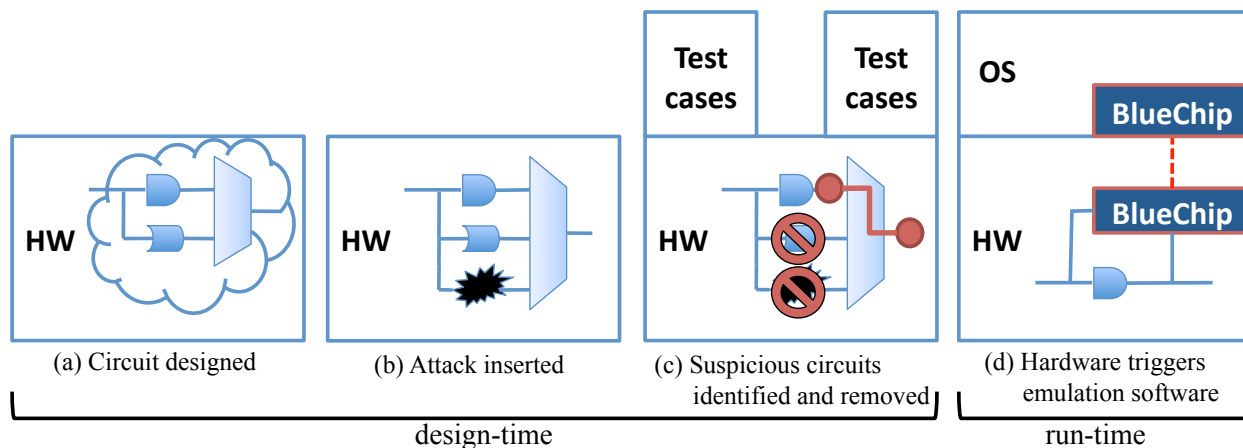 Test
cases
Test
cases
OS
BlueChip
HW
HW
HW
HW
BlueChip
(a) Circuit designed
(b) Attack inserted
(c) Suspicious circuits
identified and removed
(d) Hardware triggers
emulation software
design-time
run-time